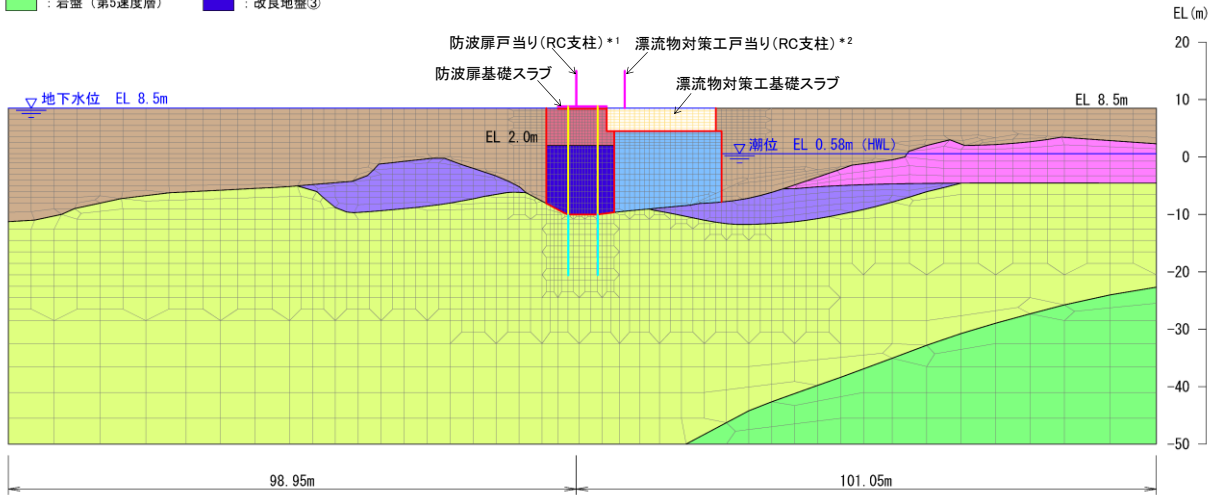 ：岩盤（第5速度層）
：改良地盤③
EL(m)
防波扉戸当り(RC支柱)*1
漂流物対策工戸当り(RC支柱)*2
防波扉基礎スラブ
漂流物対策工基礎スラブ
地下水位 EL 8.5m
EL 8.5m
EL 2.0m
潮位 EL 0.58m (HWL)
20
10
0
-10
-20
-30
-40
-50
98.95m
101.05m